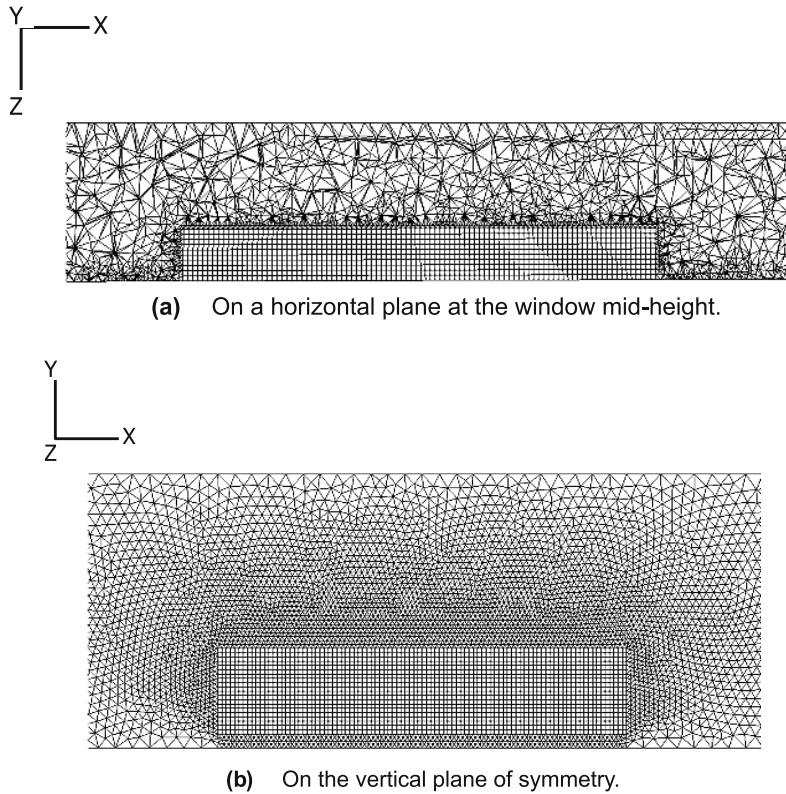 Y
X
Z
(a) On a horizontal plane at the window mid-height.
Y
Z
X
(b) On the vertical plane of symmetry.